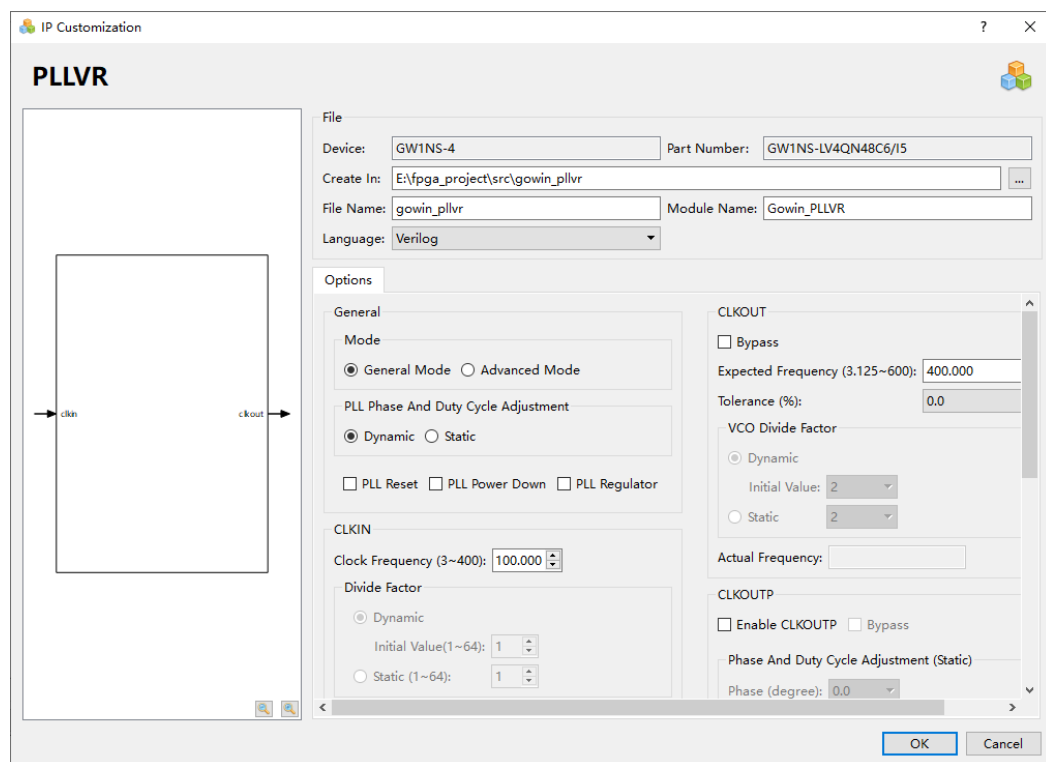 IP Customization
?
PLLVR
clkin
clkout
File
Device: GW1NS-4 Part Number: GW1NS-LV4QN48C6/I5
Create In: E:\fpga_project\src\gowin_pllvr ...
File Name: gowin_pllvr Module Name: Gowin_PLLVR
Language: Verilog
Options
General
Mode
General Mode Advanced Mode
PLL Phase And Duty Cycle Adjustment
Dynamic Static
PLL Reset PLL Power Down PLL Regulator
CLKIN
Clock Frequency (3~400): 100.000
Divide Factor
Dynamic
Initial Value(1~64): 1
Static (1~64): 1
CLKOUT
Bypass
Expected Frequency (3.125~600): 400.000
Tolerance (%): 0.0
VCO Divide Factor
Dynamic
Initial Value: 2
Static 2
Actual Frequency:
CLKOUTP
Enable CLKOUTP Bypass
Phase And Duty Cycle Adjustment (Static)
Phase (degree): 0.0
OK Cancel